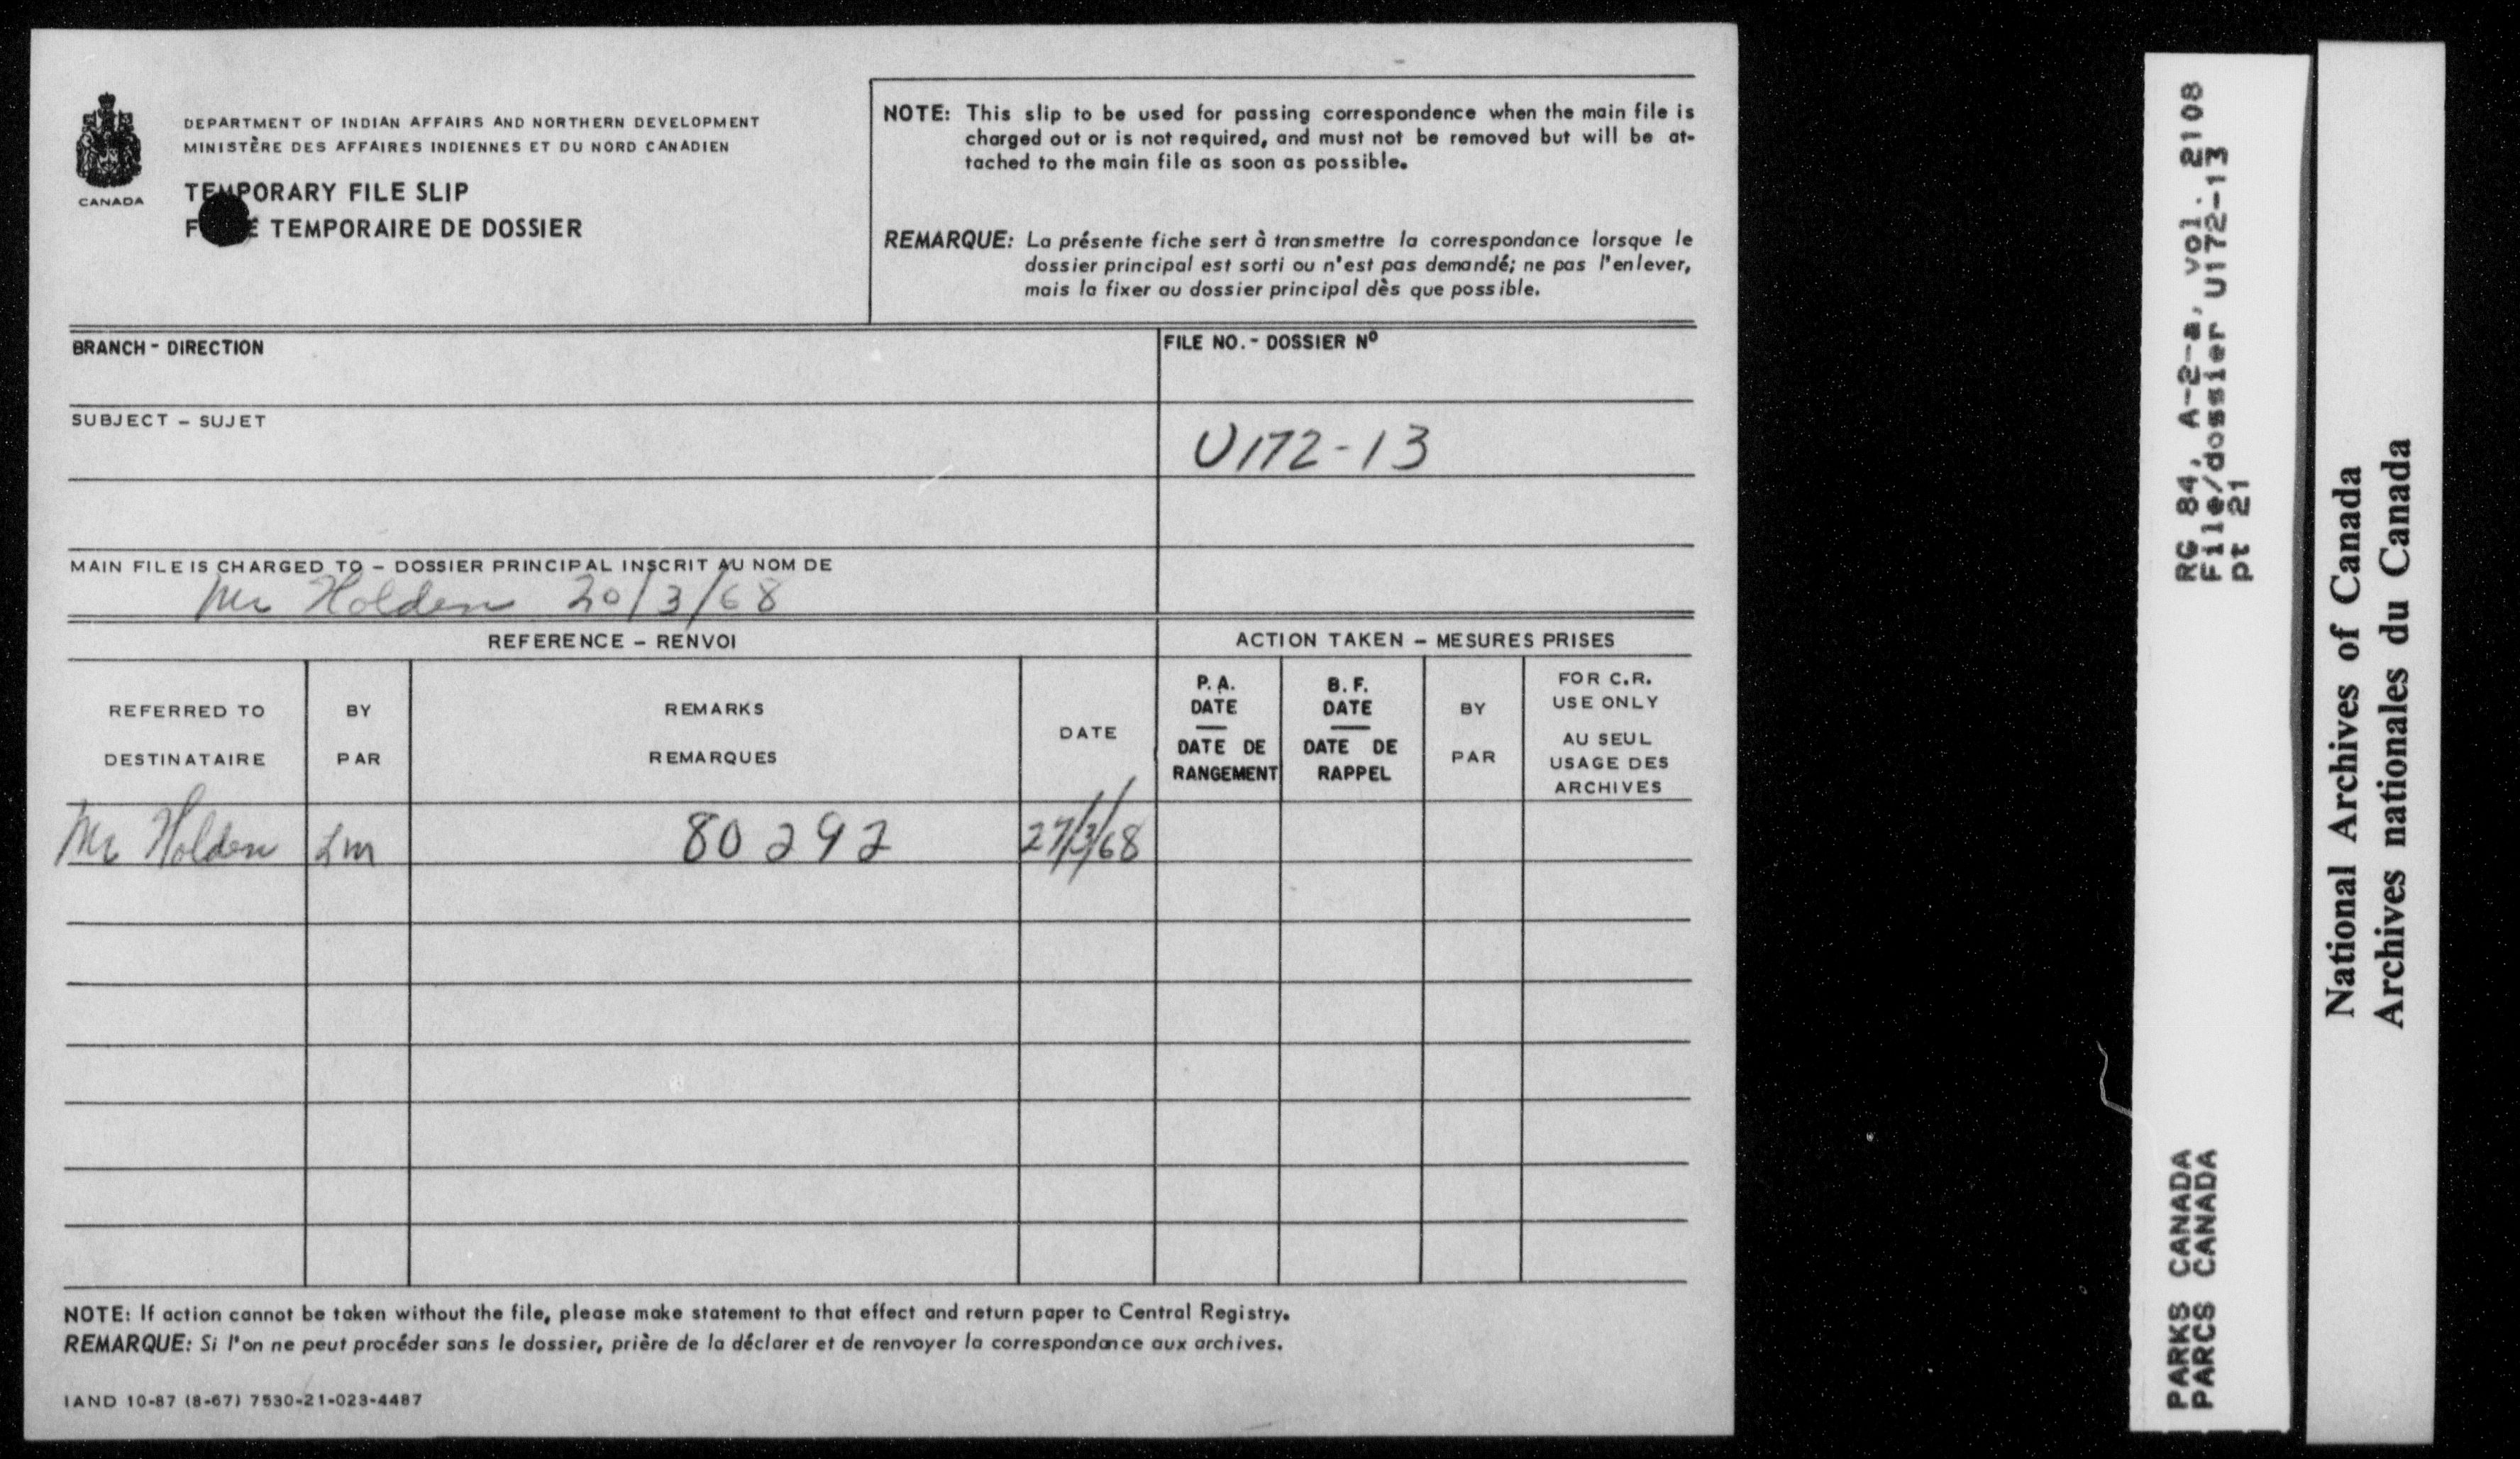 DEPARTMENT OF INDIAN AFFAIRS AND NORTHERN DEVELOPMENT
MINISTÈRE DES AFFAIRES INDIENNES ET DU NORD CANADIEN
CANADA
TEMPORARY FILE SLIP
F E TEMPORAIRE DE DOSSIER
NOTE: This slip to be used for passing correspondence when the main file is
charged out or is not required, and must not be removed but will be at-
tached to the main file as soon as possible.
REMARQUE: La présente fiche sert à transmettre la correspondance lorsque le
dossier principal est sorti ou n'est pas demandé; ne pas l'enlever,
mais la fixer au dossier principal dès que possible.
BRANCH - DIRECTION
FILE NO. - DOSSIER Nº
SUBJECT - SUJET
U172-13
MAIN FILE IS CHARGED TO - DOSSIER PRINCIPAL INSCRIT AU NOM DE
Mr Holden 20/3/68
REFERENCE - RENVOI
ACTION TAKEN - MESURES PRISES
REFERRED TO
DESTINATAIRE
BY
PAR
REMARKS
REMARQUES
DATE
P.A.
DATE
DATE DE
RANGEMENT
B.F.
DATE
DATE DE
RAPPEL
BY
PAR
FOR C.R.
USE ONLY
AU SEUL
USAGE DES
ARCHIVES
Mr Holden Lm 80292 27/3/68
NOTE: If action cannot be taken without the file, please make statement to that effect and return paper to Central Registry.
REMARQUE: Si l'on ne peut procéder sans le dossier, prière de la déclarer et de renvoyer la correspondance aux archives.
IAND 10-87 (8-67) 7530-21-023-4487
RG 84, A-2-a, vol. 2108
File/dossier U172-13
pt 21
PARKS CANADA
PARCS CANADA
National Archives of Canada
Archives nationales du Canada